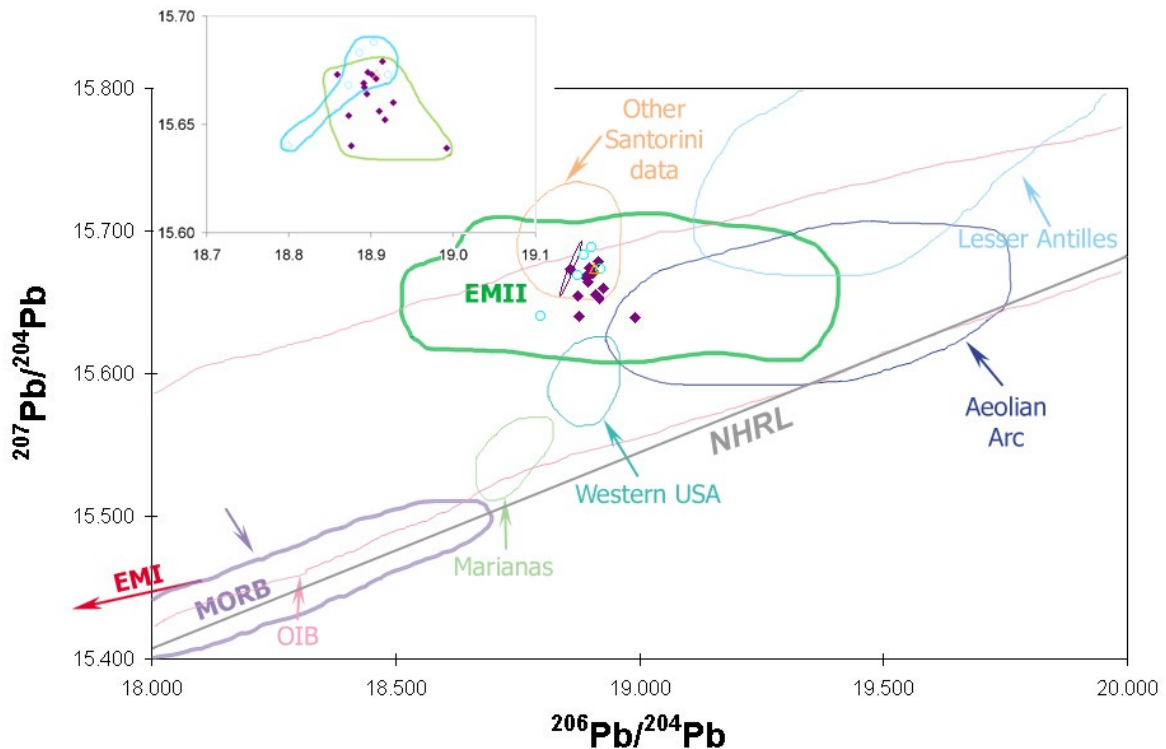 15.70
15.65
15.60
18.7
18.8
18.9
19.0
19.1
15.800
15.700
15.600
15.500
15.400
18.000
18.500
19.000
19.500
20.000
²⁰⁷Pb/²⁰⁴Pb
²⁰⁶Pb/²⁰⁴Pb
Other
Santorini
data
Lesser Antilles
EMII
Aeolian
Arc
NHRL
Western USA
Marianas
EMI
MORB
OIB